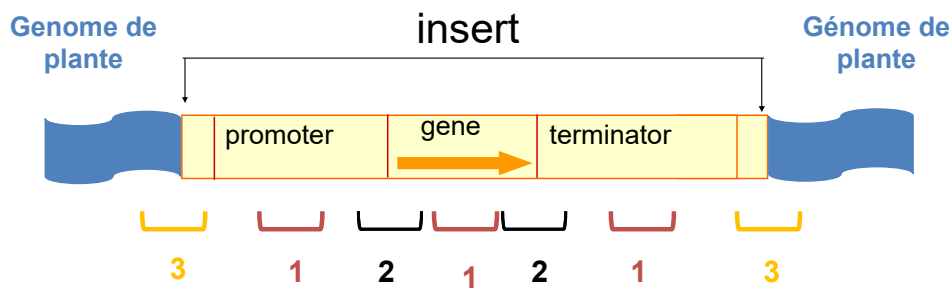 Genome de
plante
insert
Génome de
plante
promoter
gene
terminator
3
1
2
1
2
1
3